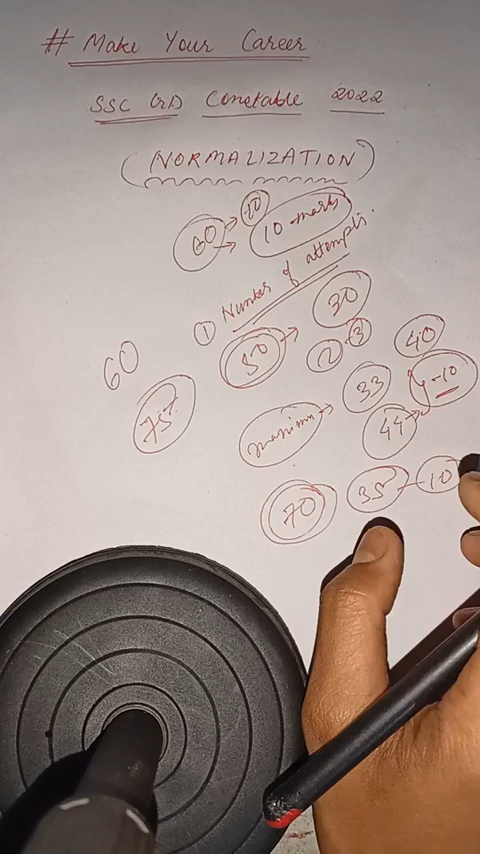 # Make Your Career
SSC GD Constable 2022
(NORMALIZATION)
60 → 10
→ 10 marks
① Number of attempts.
50 → 30
2 3
40
60
75
maximum → 33
44 →
70
35 - 10